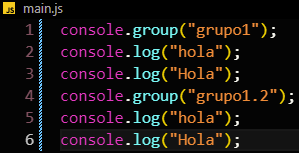 JS main.js
1 console.group("grupo1");
2 console.log("hola");
3 console.log("Hola");
4 console.group("grupo1.2");
5 console.log("hola");
6 console.log("Hola");